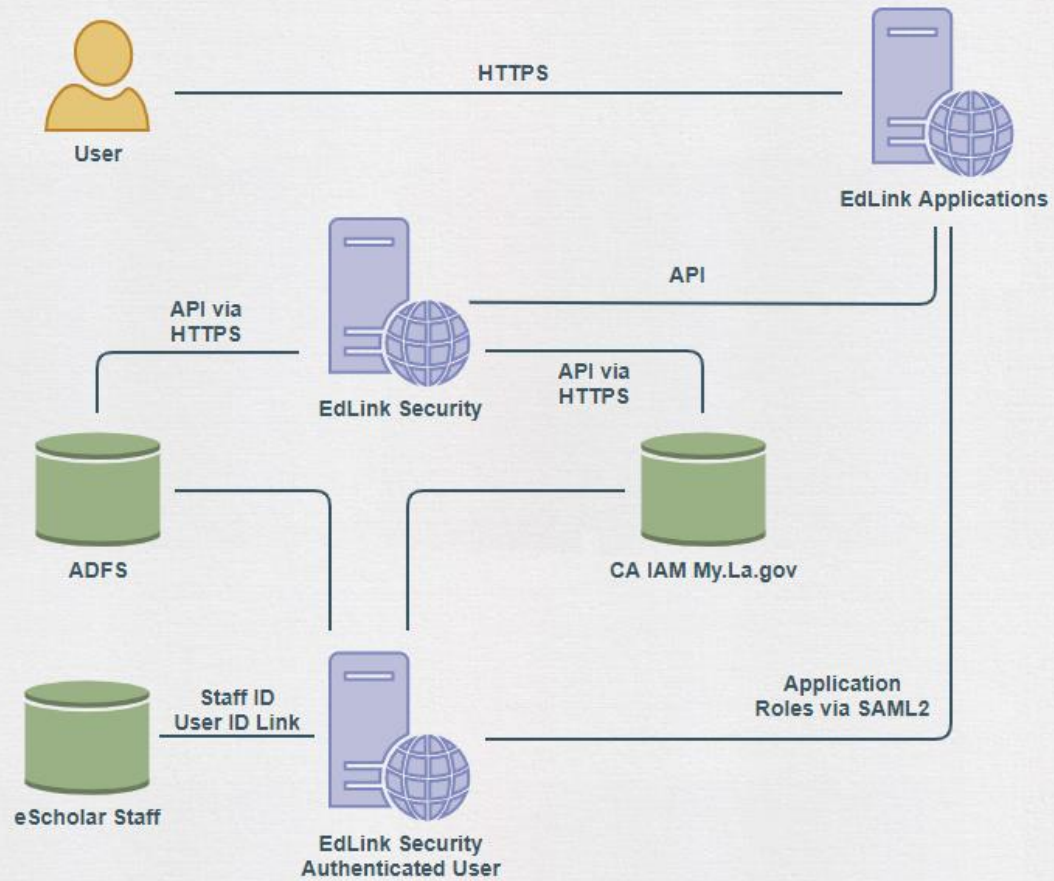 HTTPS
User
EdLink Applications
API
API via
HTTPS
API via
HTTPS
EdLink Security
ADFS
CA IAM My.La.gov
Staff ID
User ID Link
Application
Roles via SAML2
eScholar Staff
EdLink Security
Authenticated User